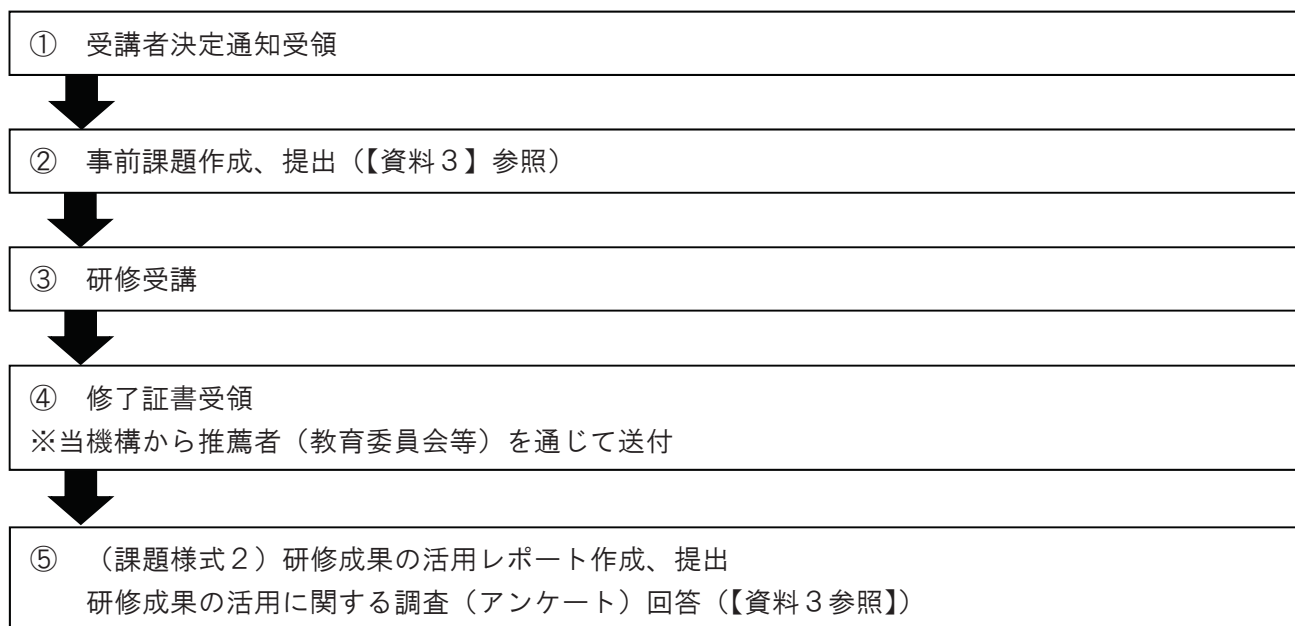 ① 受講者決定通知受領
② 事前課題作成、提出(【資料3】参照)
③ 研修受講
④ 修了証書受領
※当機構から推薦者(教育委員会等)を通じて送付
⑤ (課題様式2)研修成果の活用レポート作成、提出
研修成果の活用に関する調査(アンケート)回答(【資料3参照】)